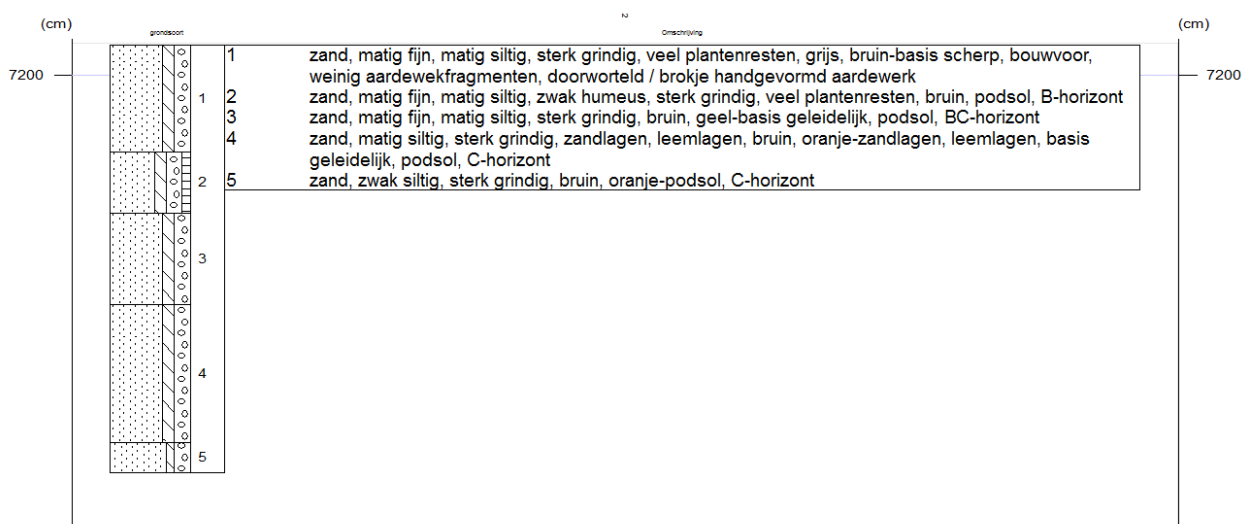 2
(cm)
(cm)
grondsoort
Omschrijving
1 zand, matig fijn, matig siltig, sterk grindig, veel plantenresten, grijs, bruin-basis scherp, bouwvoor,
weinig aardewekfragmenten, doorworteld / brokje handgevormd aardewerk
7200
7200
2 zand, matig fijn, matig siltig, zwak humeus, sterk grindig, veel plantenresten, bruin, podsol, B-horizont
3 zand, matig fijn, matig siltig, sterk grindig, bruin, geel-basis geleidelijk, podsol, BC-horizont
4 zand, matig siltig, sterk grindig, zandlagen, leemlagen, bruin, oranje-zandlagen, leemlagen, basis
geleidelijk, podsol, C-horizont
5 zand, zwak siltig, sterk grindig, bruin, oranje-podsol, C-horizont
1
2
3
4
5